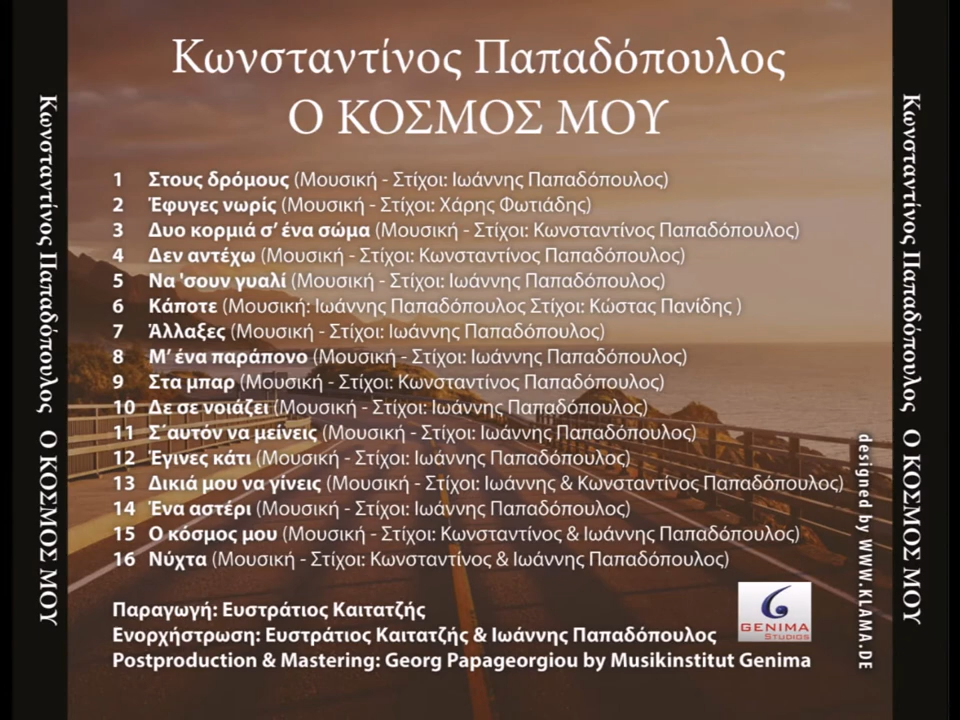 Κωνσταντίνος Παπαδόπουλος
Ο ΚΟΣΜΟΣ ΜΟΥ
1 Στους δρόμους (Μουσική - Στίχοι: Ιωάννης Παπαδόπουλος)
2 Έφυγες νωρίς (Μουσική - Στίχοι: Χάρης Φωτιάδης)
3 Δυο κορμιά σ’ ένα σώμα (Μουσική - Στίχοι: Κωνσταντίνος Παπαδόπουλος)
4 Δεν αντέχω (Μουσική - Στίχοι: Κωνσταντίνος Παπαδόπουλος)
5 Να 'σουν γυαλί (Μουσική - Στίχοι: Ιωάννης Παπαδόπουλος)
6 Κάποτε (Μουσική: Ιωάννης Παπαδόπουλος Στίχοι: Κώστας Πανίδης )
7 Άλλαξες (Μουσική - Στίχοι: Ιωάννης Παπαδόπουλος)
8 Μ’ ένα παράπονο (Μουσική - Στίχοι: Ιωάννης Παπαδόπουλος)
9 Στα μπαρ (Μουσική - Στίχοι: Κωνσταντίνος Παπαδόπουλος)
10 Δε σε νοιάζει (Μουσική - Στίχοι: Ιωάννης Παπαδόπουλος)
11 Σ΄αυτόν να μείνεις (Μουσική - Στίχοι: Ιωάννης Παπαδόπουλος)
12 Έγινες κάτι (Μουσική - Στίχοι: Ιωάννης Παπαδόπουλος)
13 Δικιά μου να γίνεις (Μουσική - Στίχοι: Ιωάννης & Κωνσταντίνος Παπαδόπουλος)
14 Ένα αστέρι (Μουσική - Στίχοι: Ιωάννης Παπαδόπουλος)
15 Ο κόσμος μου (Μουσική - Στίχοι: Κωνσταντίνος & Ιωάννης Παπαδόπουλος)
16 Νύχτα (Μουσική - Στίχοι: Κωνσταντίνος & Ιωάννης Παπαδόπουλος)
Παραγωγή: Ευστράτιος Καιτατζής
Ενορχήστρωση: Ευστράτιος Καιτατζής & Ιωάννης Παπαδόπουλος
Postproduction & Mastering: Georg Papageorgiou by Musikinstitut Genima
GENIMA
STUDIOS
designed by WWW.KLAMA.DE
Κωνσταντίνος Παπαδόπουλος Ο ΚΟΣΜΟΣ ΜΟΥ
Κωνσταντίνος Παπαδόπουλος Ο ΚΟΣΜΟΣ ΜΟΥ